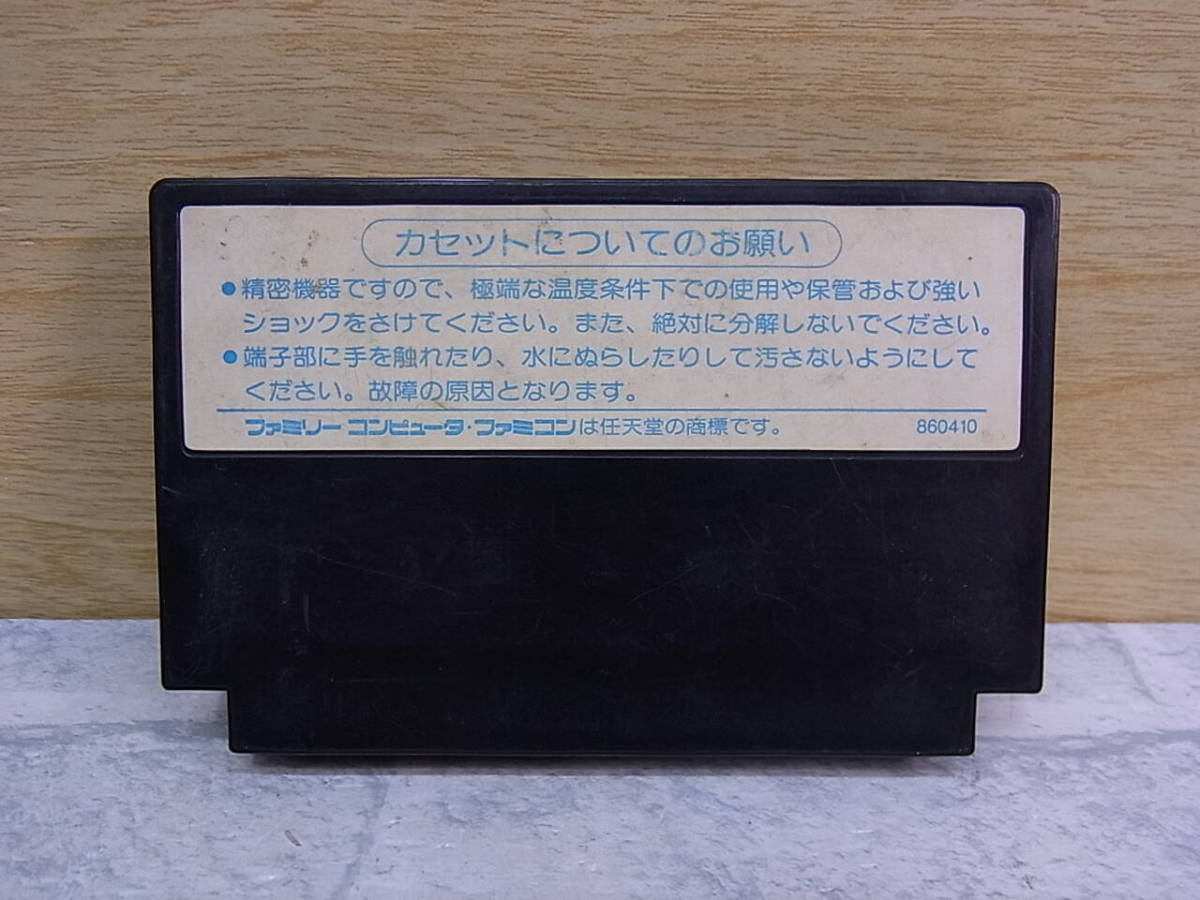 カセットについてのお願い
●精密機器ですので、極端な温度条件下での使用や保管および強い
ショックをさけてください。また、絶対に分解しないでください。
●端子部に手を触れたり、水にぬらしたりして汚さないようにして
ください。故障の原因となります。
ファミリーコンピュータ・ファミコンは任天堂の商標です。 860410